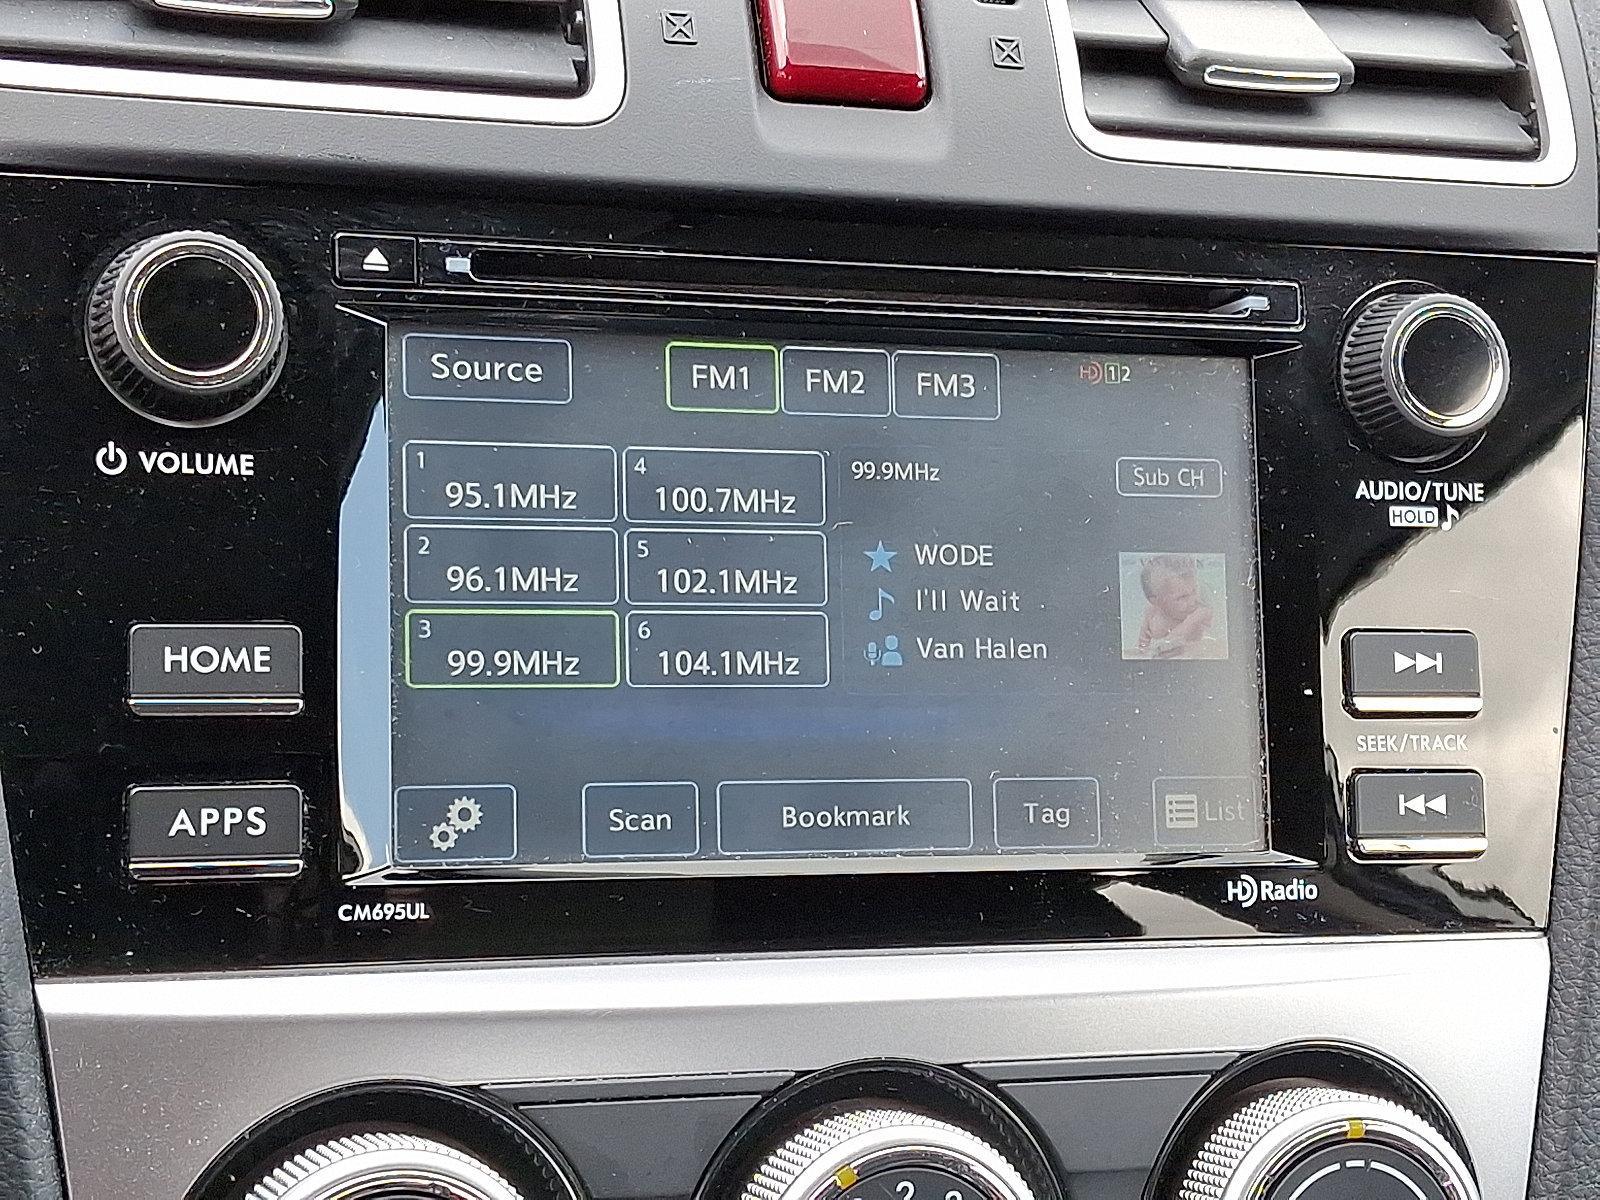 Source
FM1 FM2 FM3
HD 1 2
VOLUME
AUDIO/TUNE
HOLD
1 95.1MHz
4 100.7MHz
99.9MHz
Sub CH
2 96.1MHz
5 102.1MHz
WODE
I'll Wait
3 99.9MHz
6 104.1MHz
Van Halen
HOME
SEEK/TRACK
APPS
Scan
Bookmark
Tag
List
CM695UL
HD Radio
2